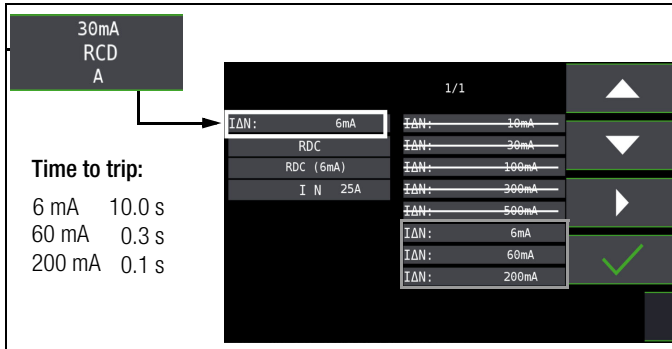 30mA
RCD
A
Time to trip:
6 mA 10.0 s
60 mA 0.3 s
200 mA 0.1 s
1/1
IΔN: 6mA
RDC
RDC (6mA)
I N 25A
IΔN: 10mA
IΔN: 30mA
IΔN: 100mA
IΔN: 300mA
IΔN: 500mA
IΔN: 6mA
IΔN: 60mA
IΔN: 200mA